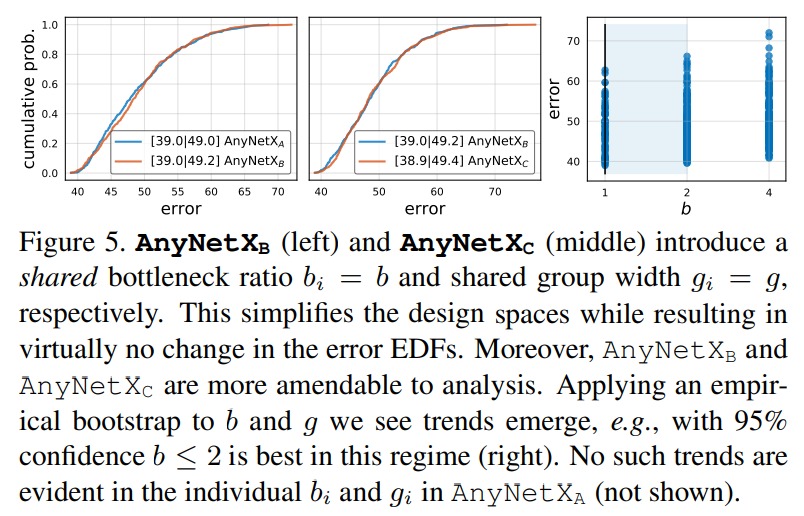 cumulative prob.
1.0
0.8
0.6
0.4
0.2
0.0
[39.0|49.0] AnyNetX_A
[39.0|49.2] AnyNetX_B
40 45 50 55 60 65 70
error
[39.0|49.2] AnyNetX_B
[38.9|49.4] AnyNetX_C
40 50 60 70
error
error
70
60
50
40
1 2 4
b
Figure 5. AnyNetX_B (left) and AnyNetX_C (middle) introduce a
shared bottleneck ratio b_i = b and shared group width g_i = g,
respectively. This simplifies the design spaces while resulting in
virtually no change in the error EDFs. Moreover, AnyNetX_B and
AnyNetX_C are more amendable to analysis. Applying an empir-
ical bootstrap to b and g we see trends emerge, e.g., with 95%
confidence b ≤ 2 is best in this regime (right). No such trends are
evident in the individual b_i and g_i in AnyNetX_A (not shown).